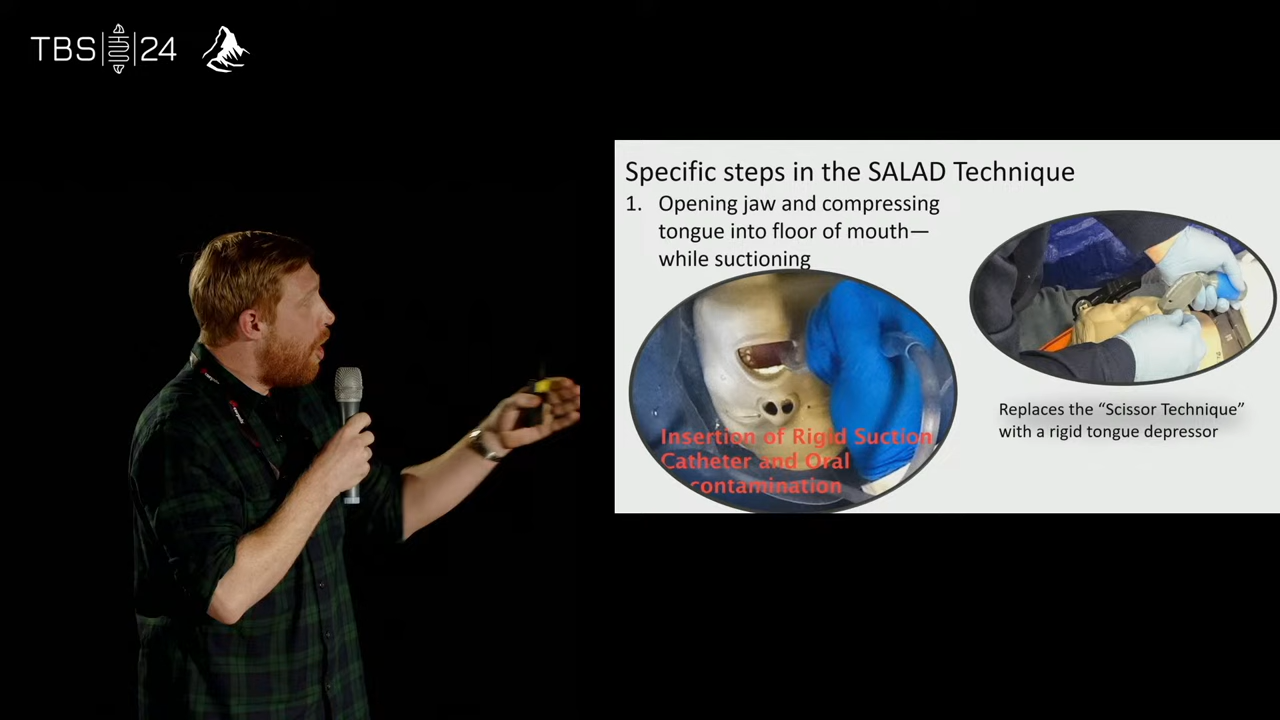 TBS 24
Specific steps in the SALAD Technique
1. Opening jaw and compressing
tongue into floor of mouth—
while suctioning
Insertion of Rigid Suction
Catheter and Oral
contamination
Replaces the “Scissor Technique”
with a rigid tongue depressor